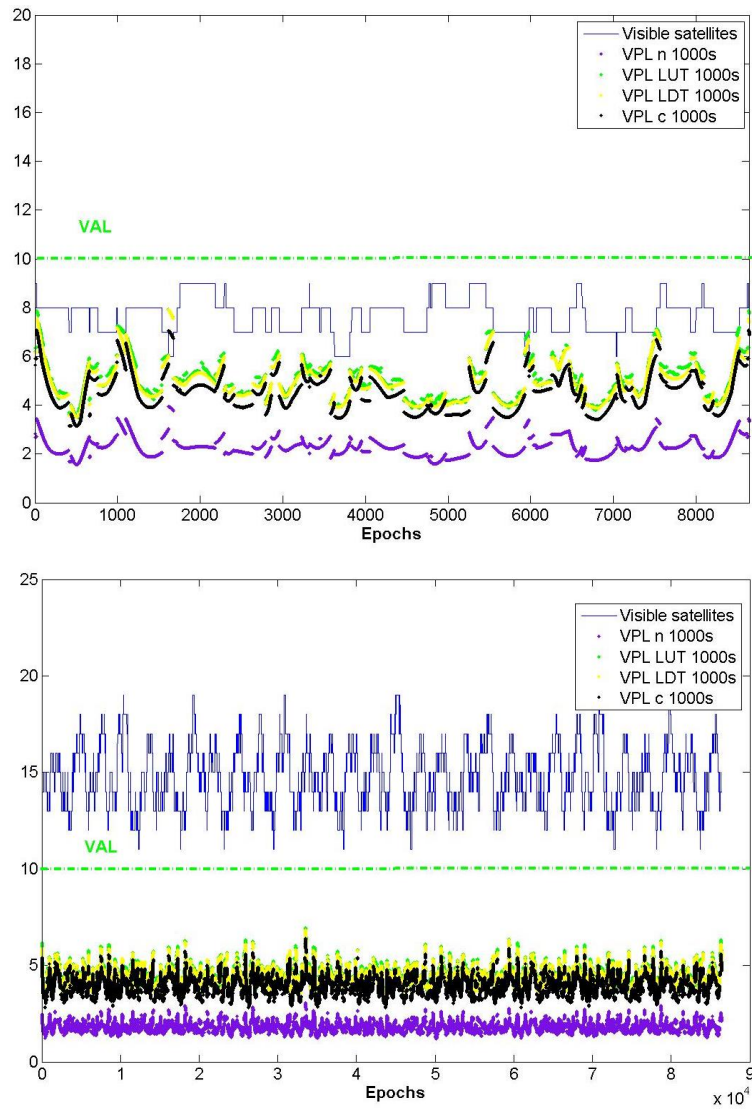 20
18
16
14
12
10
8
6
4
2
0
Visible satellites
VPL n 1000s
VPL LUT 1000s
VPL LDT 1000s
VPL c 1000s
VAL
0 1000 2000 3000 4000 5000 6000 7000 8000
Epochs
25
20
15
10
5
0
Visible satellites
VPL n 1000s
VPL LUT 1000s
VPL LDT 1000s
VPL c 1000s
VAL
0 1 2 3 4 5 6 7 8 9
Epochs
x 10⁴